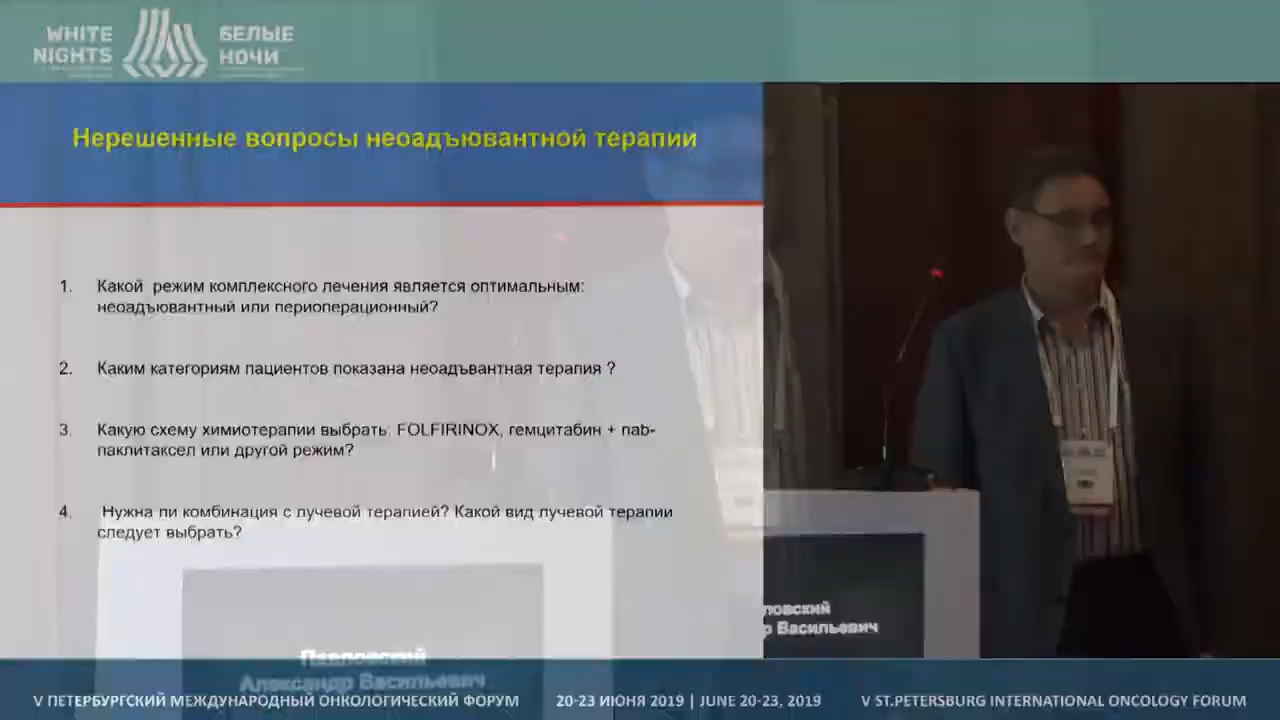 WHITE
NIGHTS
БЕЛЫЕ
НОЧИ
Нерешенные вопросы неоадъювантной терапии
1. Какой режим комплексного лечения является оптимальным:
неоадъювантный или периоперационный?
2. Каким категориям пациентов показана неоадъвантная терапия ?
3. Какую схему химиотерапии выбрать: FOLFIRINOX, гемцитабин + nab-
паклитаксел или другой режим?
4. Нужна ли комбинация с лучевой терапией? Какой вид лучевой терапии
следует выбрать?
Павловский
Александр Васильевич
ловский
р Васильевич
V ПЕТЕРБУРГСКИЙ МЕЖДУНАРОДНЫЙ ОНКОЛОГИЧЕСКИЙ ФОРУМ
20-23 ИЮНЯ 2019 | JUNE 20-23, 2019
V ST.PETERSBURG INTERNATIONAL ONCOLOGY FORUM